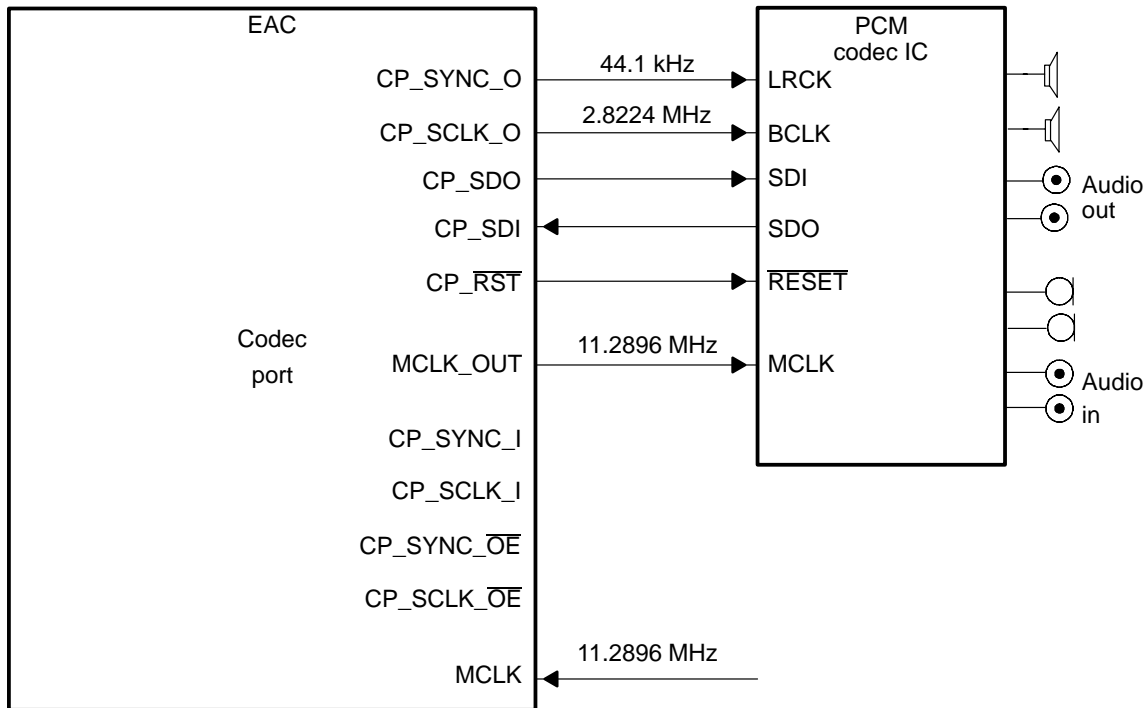 EAC
PCM
codec IC
CP_SYNC_O
44.1 kHz
LRCK
CP_SCLK_O
2.8224 MHz
BCLK
CP_SDO
SDI
Audio
out
CP_SDI
SDO
CP_RST
RESET
Codec
port
MCLK_OUT
11.2896 MHz
MCLK
Audio
in
CP_SYNC_I
CP_SCLK_I
CP_SYNC_OE
CP_SCLK_OE
MCLK
11.2896 MHz